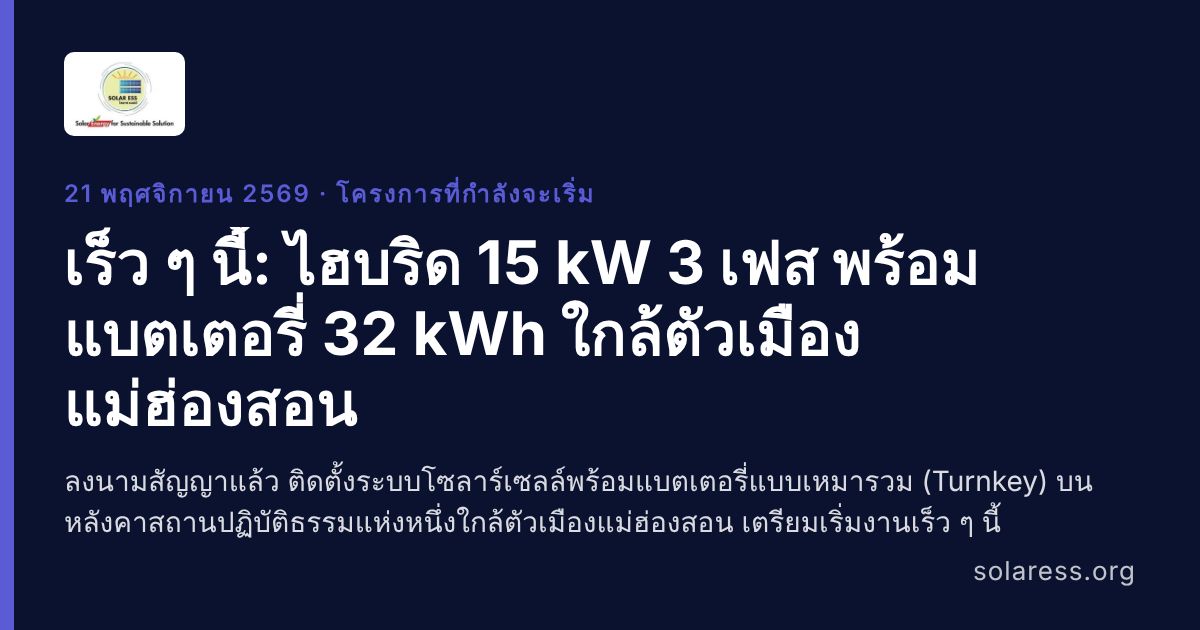 SOLAR ESS
Solar Energy for Sustainable Solution
21 พฤศจิกายน 2569 · โครงการที่กำลังจะเริ่ม
เร็ว ๆ นี้: ไฮบริด 15 kW 3 เฟส พร้อม
แบตเตอรี่ 32 kWh ใกล้ตัวเมือง
แม่ฮ่องสอน
ลงนามสัญญาแล้ว ติดตั้งระบบโซลาร์เซลล์พร้อมแบตเตอรี่แบบเหมารวม (Turnkey) บน
หลังคาสถานปฏิบัติธรรมแห่งหนึ่งใกล้ตัวเมืองแม่ฮ่องสอน เตรียมเริ่มงานเร็ว ๆ นี้
solaress.org